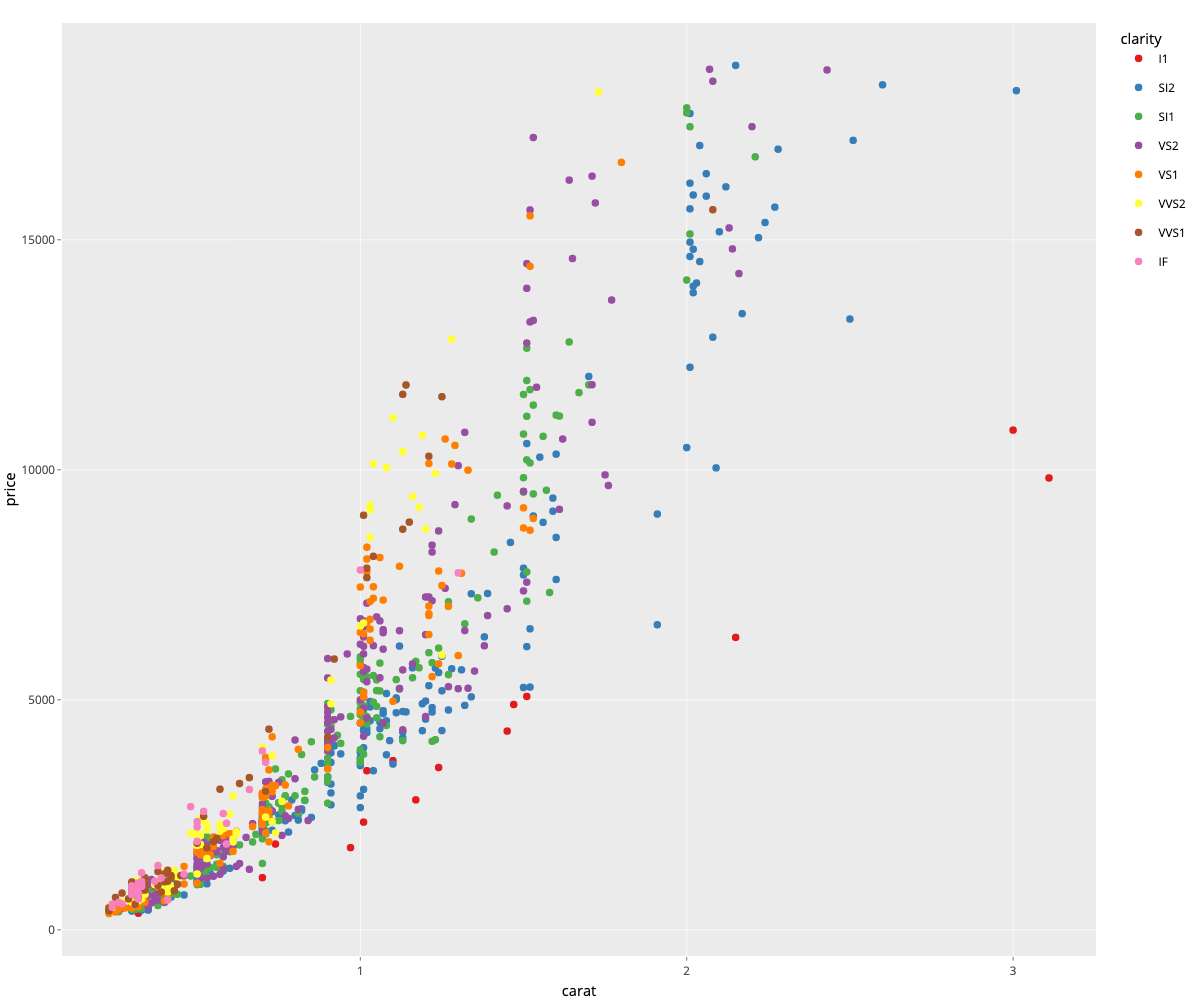 clarity
I1
SI2
SI1
VS2
VS1
VVS2
VVS1
IF
15000
10000
5000
0
price
1
2
3
carat